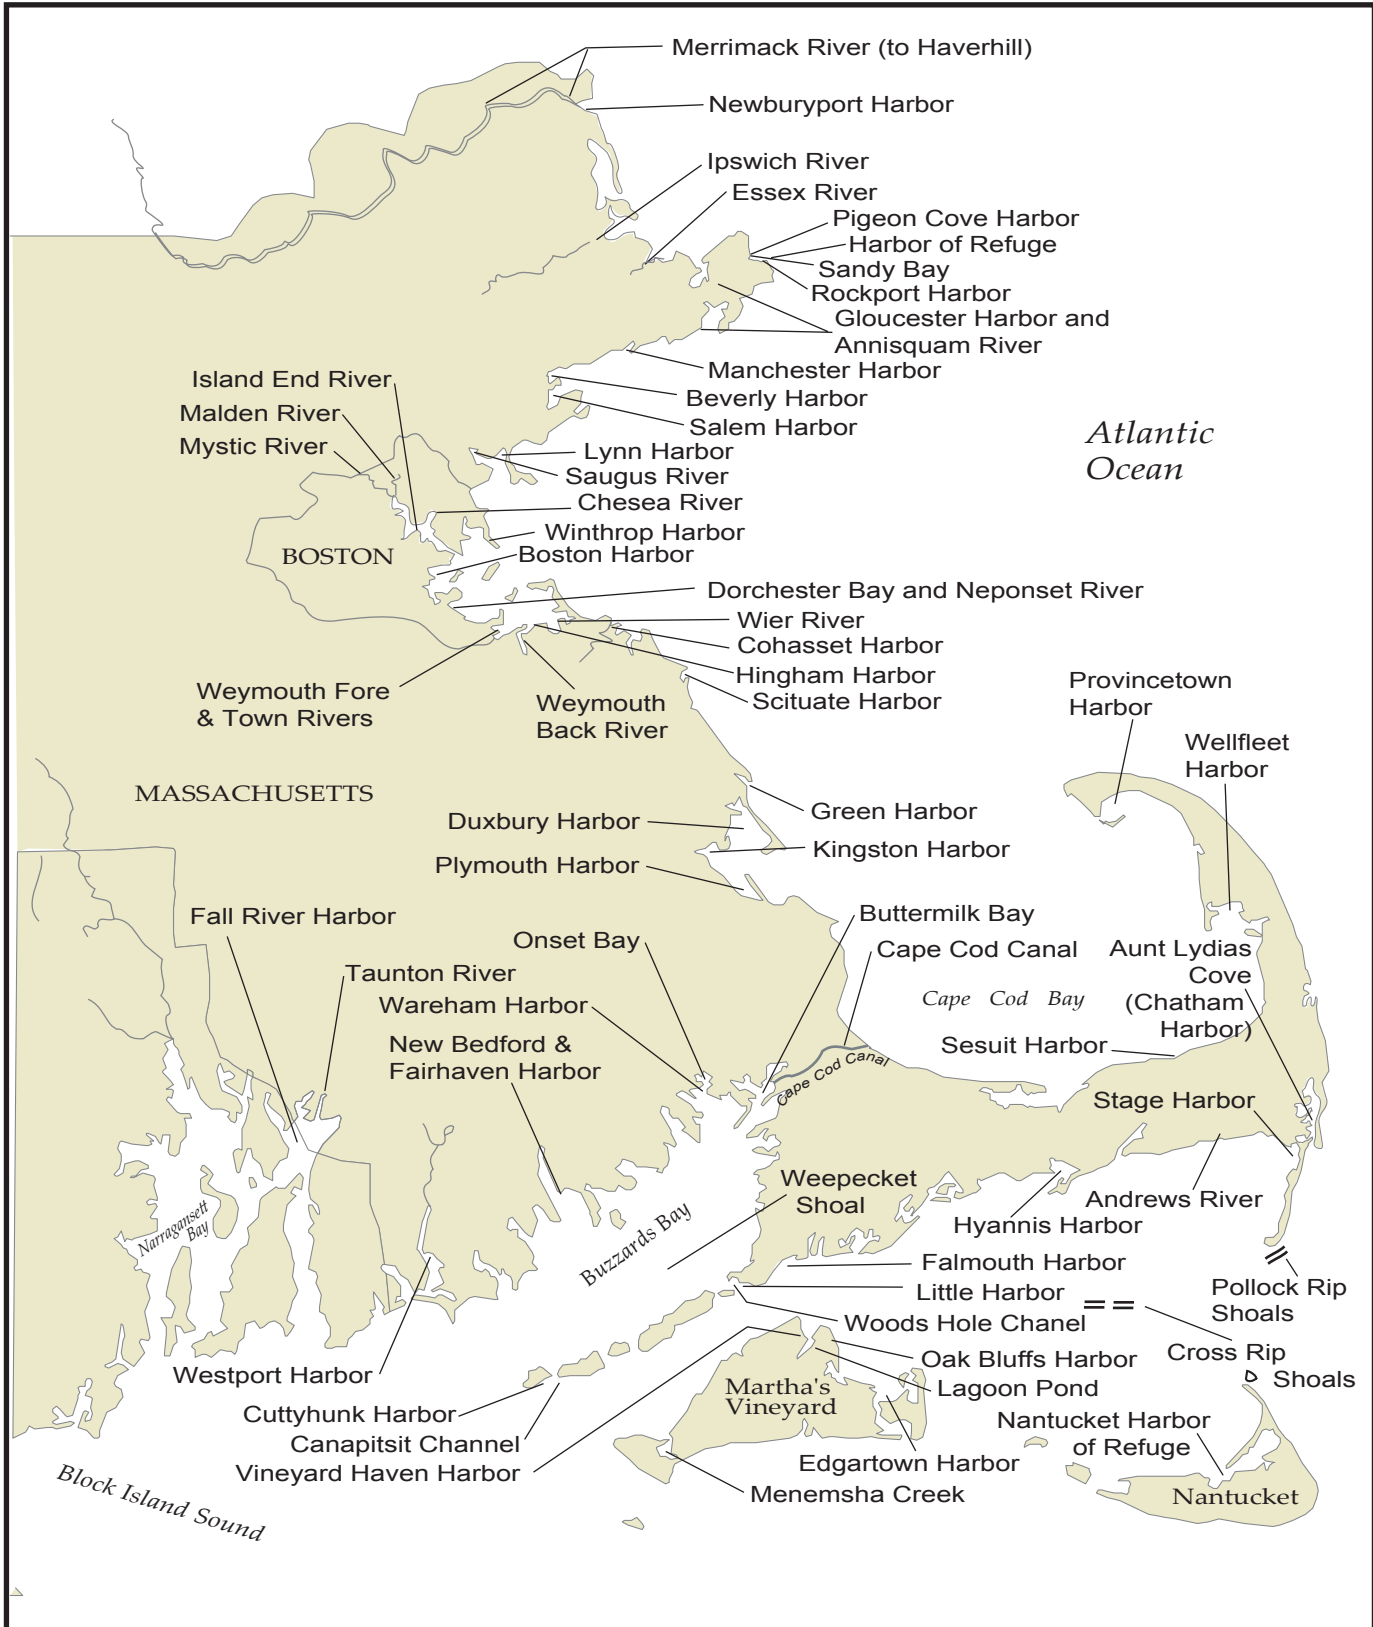 Merrimack River (to Haverhill)
Newburyport Harbor
Ipswich River
Essex River
Pigeon Cove Harbor
Harbor of Refuge
Sandy Bay
Rockport Harbor
Gloucester Harbor and
Annisquam River
Manchester Harbor
Island End River
Beverly Harbor
Malden River
Salem Harbor
Mystic River
Atlantic
Ocean
Lynn Harbor
Saugus River
Chesea River
Winthrop Harbor
BOSTON
Boston Harbor
Dorchester Bay and Neponset River
Wier River
Cohasset Harbor
Hingham Harbor
Scituate Harbor
Weymouth Fore
& Town Rivers
Weymouth
Back River
Provincetown
Harbor
Wellfleet
Harbor
MASSACHUSETTS
Green Harbor
Duxbury Harbor
Kingston Harbor
Plymouth Harbor
Fall River Harbor
Buttermilk Bay
Onset Bay
Cape Cod Canal
Aunt Lydias
Cove
(Chatham
Harbor)
Taunton River
Wareham Harbor
Cape Cod Bay
New Bedford &
Fairhaven Harbor
Sesuit Harbor
Cape Cod Canal
Stage Harbor
Weepecket
Shoal
Andrews River
Hyannis Harbor
Narragansett
Bay
Buzzards Bay
Falmouth Harbor
Little Harbor
Pollock Rip
Shoals
Woods Hole Chanel
Cross Rip
Shoals
Oak Bluffs Harbor
Lagoon Pond
Westport Harbor
Martha's
Vineyard
Cuttyhunk Harbor
Canapitsit Channel
Vineyard Haven Harbor
Nantucket Harbor
of Refuge
Edgartown Harbor
Menemsha Creek
Nantucket
Block Island Sound